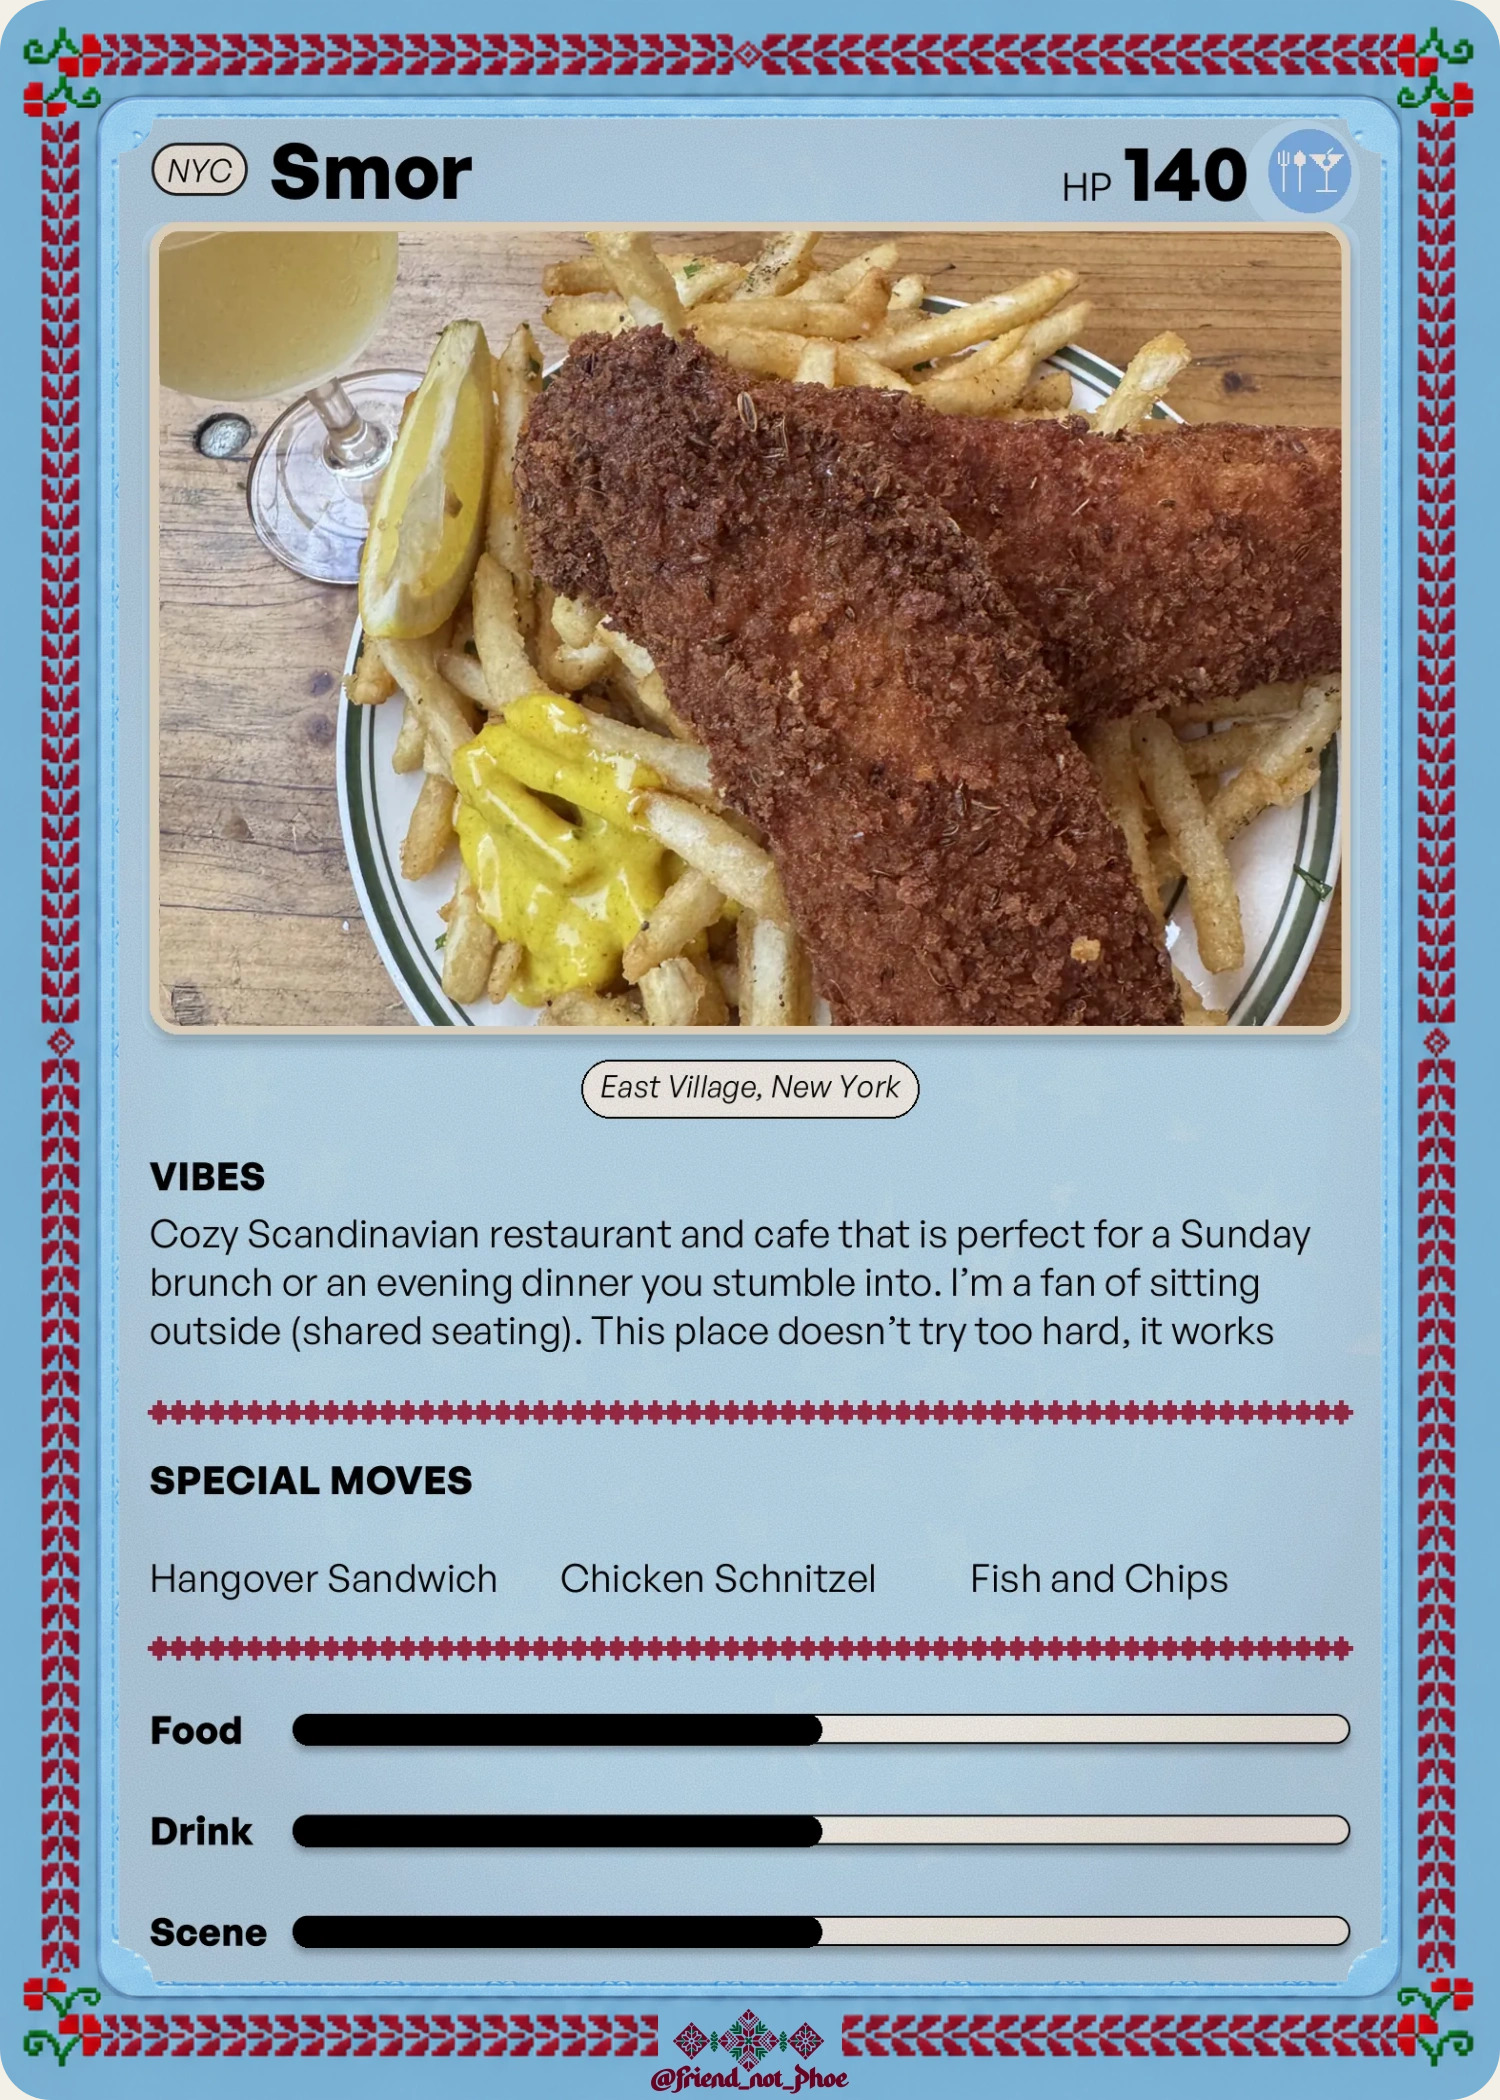 NYC Smor HP 140
East Village, New York
VIBES
Cozy Scandinavian restaurant and cafe that is perfect for a Sunday
brunch or an evening dinner you stumble into. I’m a fan of sitting
outside (shared seating). This place doesn’t try too hard, it works
SPECIAL MOVES
Hangover Sandwich Chicken Schnitzel Fish and Chips
Food
Drink
Scene
@friend_not_Phoe